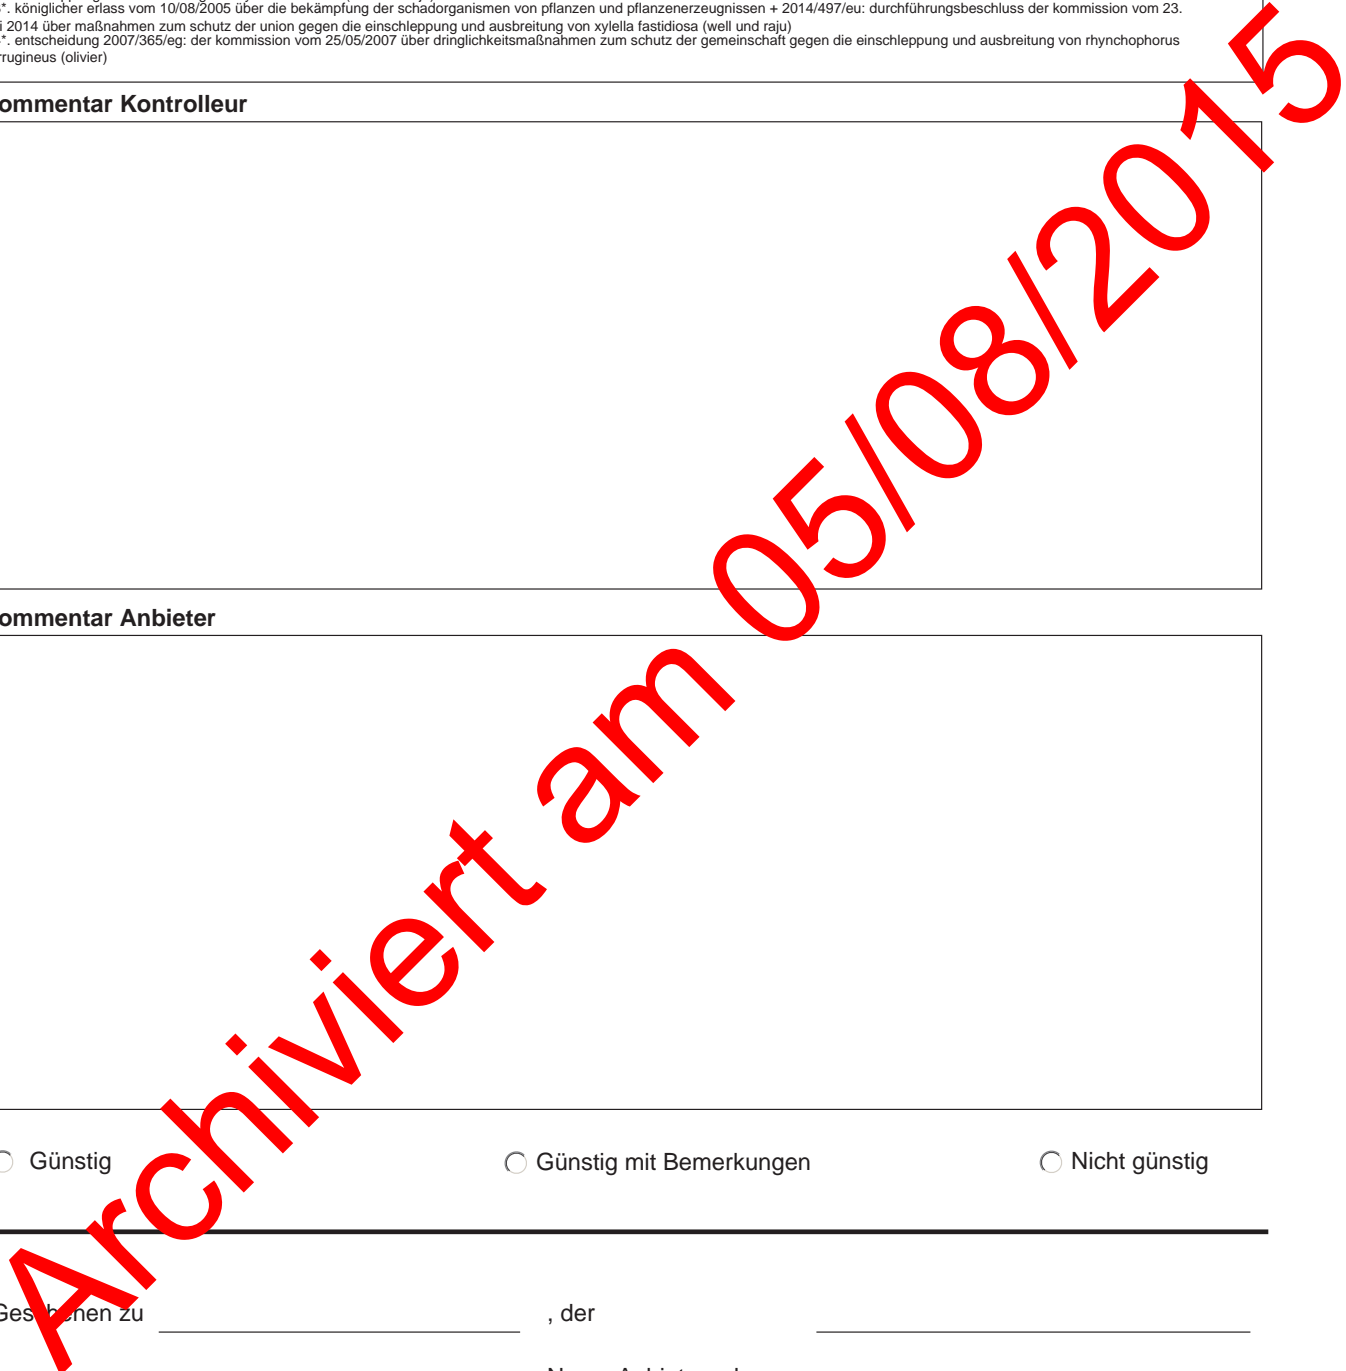 *. königlicher erlass vom 10/08/2005 über die bekämpfung der schadorganismen von pflanzen und pflanzenerzeugnissen + 2014/497/eu: durchführungsbeschluss der kommission vom 23.
i 2014 über maßnahmen zum schutz der union gegen die einschleppung und ausbreitung von xylella fastidiosa (well und raju)
*. entscheidung 2007/365/eg: der kommission vom 25/05/2007 über dringlichkeitsmaßnahmen zum schutz der gemeinschaft gegen die einschleppung und ausbreitung von rhynchophorus
rrugineus (olivier)
ommentar Kontrolleur
ommentar Anbieter
Günstig
Günstig mit Bemerkungen
Nicht günstig
Geschehen zu
, der
Archiviert am 05/08/2015